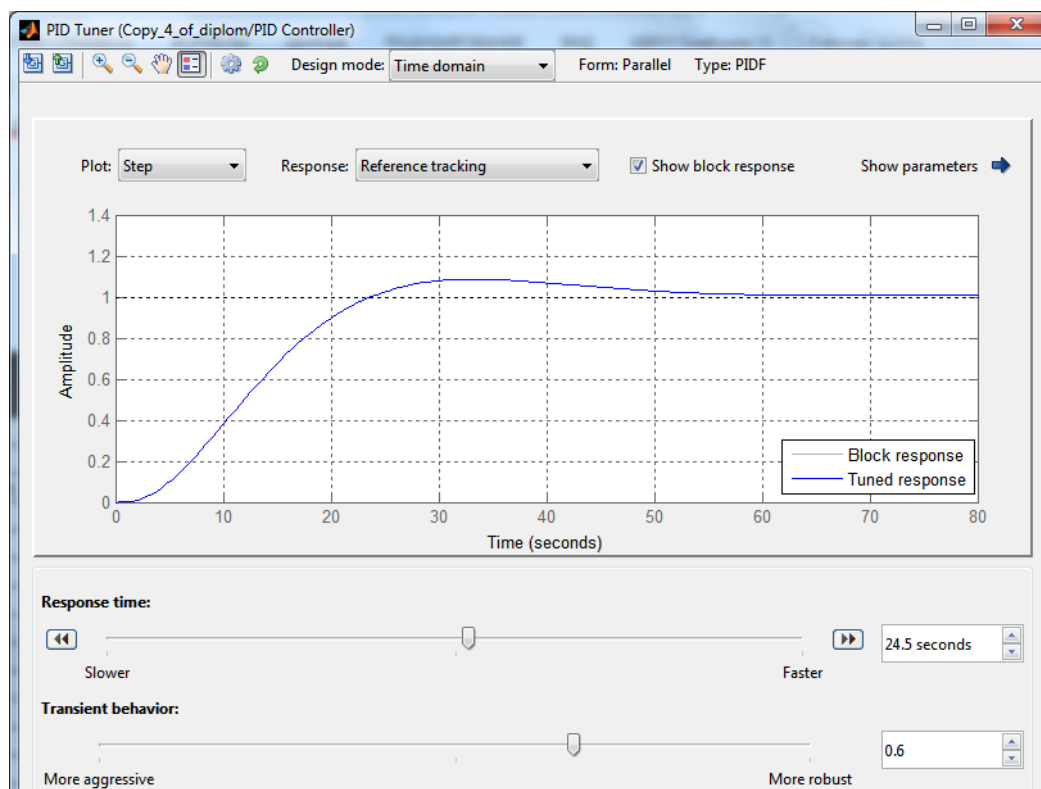 PID Tuner (Copy_4_of_diplom/PID Controller)
Design mode: Time domain Form: Parallel Type: PIDF
Plot: Step Response: Reference tracking Show block response Show parameters
1.4
1.2
1
0.8
0.6
0.4
0.2
0
Amplitude
Block response
Tuned response
0 10 20 30 40 50 60 70 80
Time (seconds)
Response time:
24.5 seconds
Slower Faster
Transient behavior:
0.6
More aggressive More robust